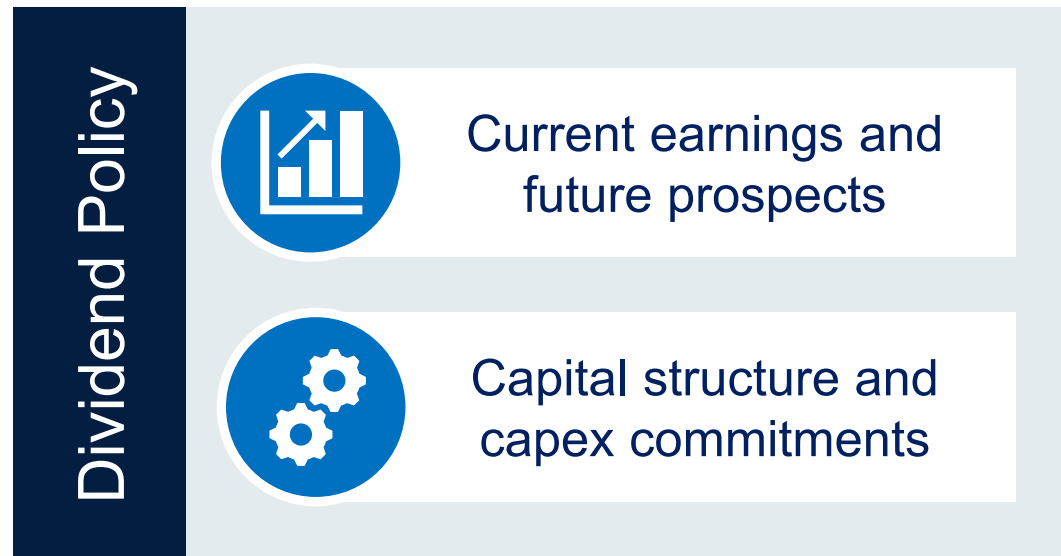 Dividend Policy
Current earnings and
future prospects
Capital structure and
capex commitments